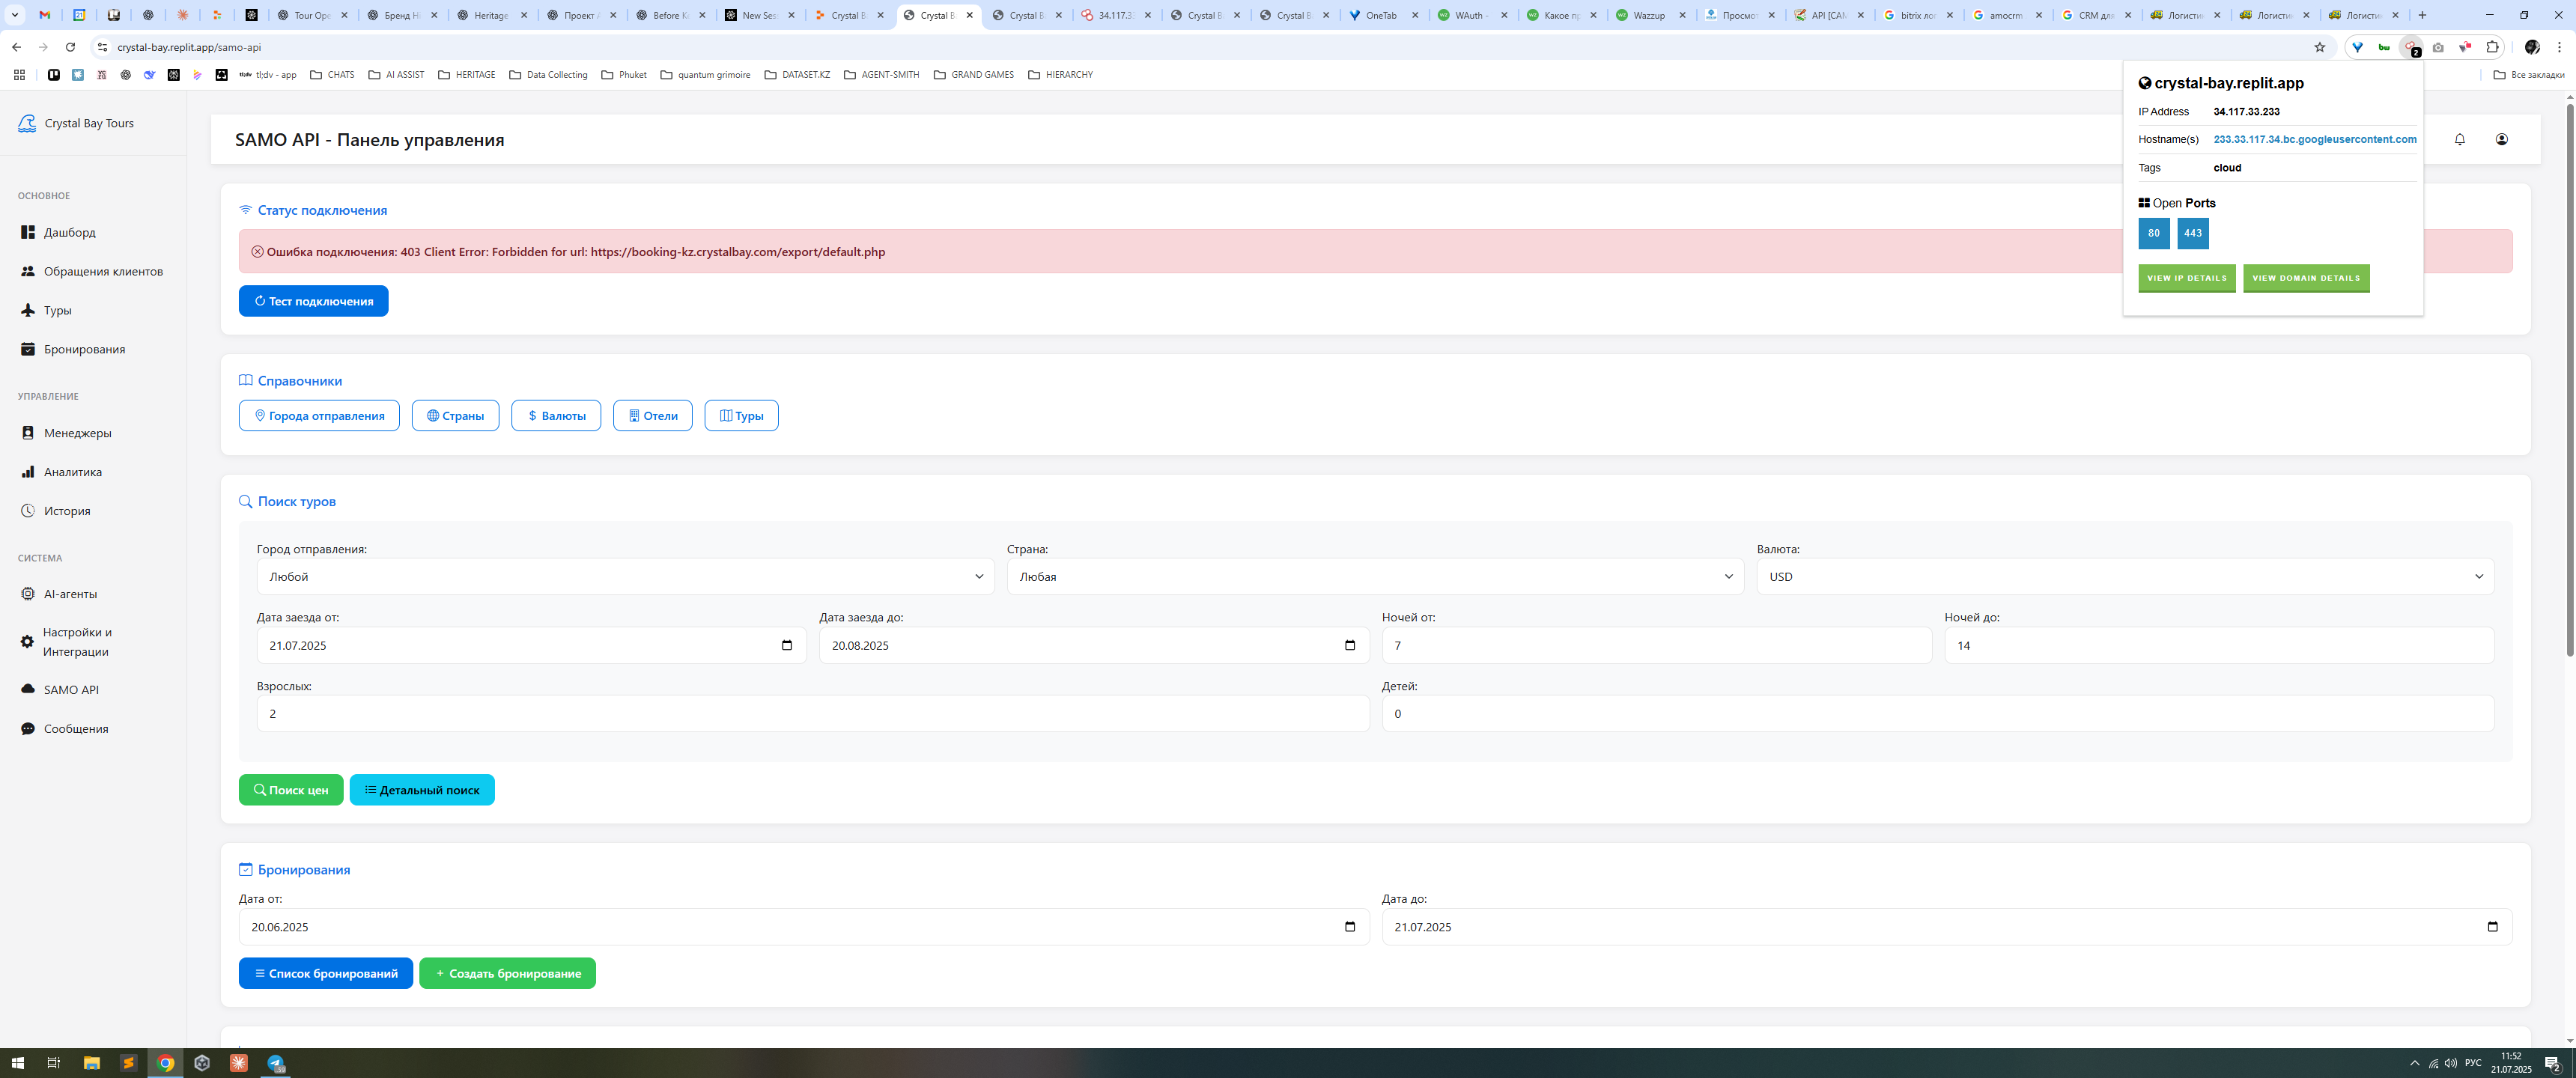 Tour Ope
Бренд Н
Heritage
Проект А
Before K
New Ses
Crystal B
Crystal B
Crystal B
34.117.3
Crystal B
Crystal B
OneTab
WAuth -
Какое пр
Wazzup
Просмот
API [CAM
bitrix лог
amocrm
CRM для
Логисти
Логисти
Логисти
crystal-bay.replit.app/samo-api
tl;dv - app
CHATS
AI ASSIST
HERITAGE
Data Collecting
Phuket
quantum grimoire
DATASET.KZ
AGENT-SMITH
GRAND GAMES
HIERARCHY
Все закладки
Crystal Bay Tours
ОСНОВНОЕ
Дашборд
Обращения клиентов
Туры
Бронирования
УПРАВЛЕНИЕ
Менеджеры
Аналитика
История
СИСТЕМА
AI-агенты
Настройки и
Интеграции
SAMO API
Сообщения
SAMO API - Панель управления
Статус подключения
Ошибка подключения: 403 Client Error: Forbidden for url: https://booking-kz.crystalbay.com/export/default.php
Тест подключения
Справочники
Города отправления
Страны
$ Валюты
Отели
Туры
Поиск туров
Город отправления:
Любой
Страна:
Любая
Валюта:
USD
Дата заезда от:
21.07.2025
Дата заезда до:
20.08.2025
Ночей от:
7
Ночей до:
14
Взрослых:
2
Детей:
0
Поиск цен
Детальный поиск
Бронирования
Дата от:
20.06.2025
Дата до:
21.07.2025
Список бронирований
+ Создать бронирование
crystal-bay.replit.app
IP Address 34.117.33.233
Hostname(s) 233.33.117.34.bc.googleusercontent.com
Tags cloud
Open Ports
80 443
VIEW IP DETAILS
VIEW DOMAIN DETAILS
РУС
11:52
21.07.2025
2